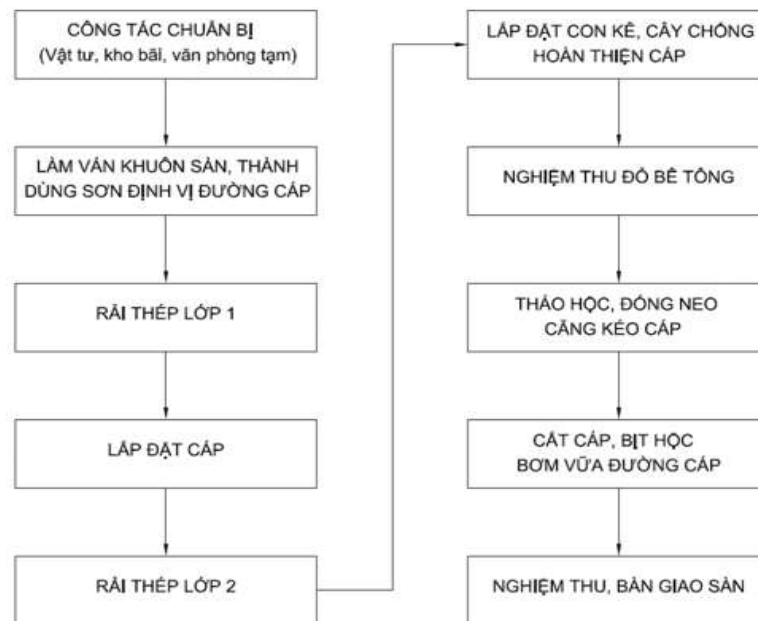 CÔNG TÁC CHUẨN BỊ
(Vật tư, kho bãi, văn phòng tạm)
LÀM VÁN KHUÔN SÀN, THÀNH
DÙNG SƠN ĐỊNH VỊ ĐƯỜNG CÁP
RẢI THÉP LỚP 1
LẮP ĐẶT CÁP
RẢI THÉP LỚP 2
LẮP ĐẶT CON KÊ, CÂY CHỐNG
HOÀN THIỆN CÁP
NGHIỆM THU ĐỔ BÊ TÔNG
THÁO HỘC, ĐÓNG NEO
CĂNG KÉO CÁP
CẮT CÁP, BỊT HỘC
BƠM VỮA ĐƯỜNG CÁP
NGHIỆM THU, BÀN GIAO SÀN